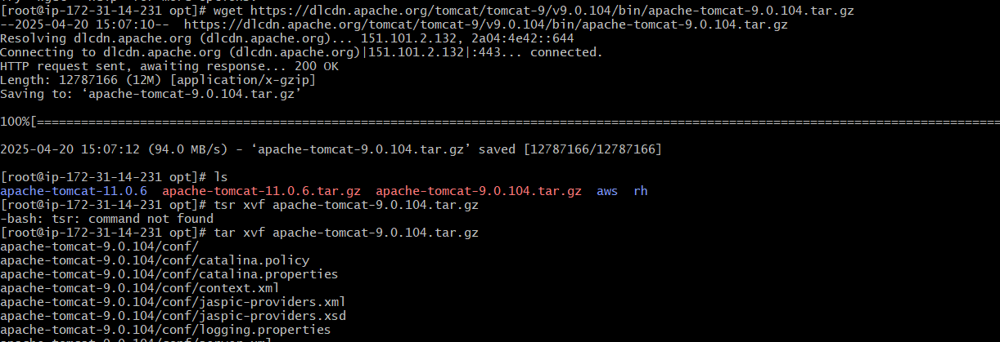 [root@ip-172-31-14-231 opt]# wget https://dlcdn.apache.org/tomcat/tomcat-9/v9.0.104/bin/apache-tomcat-9.0.104.tar.gz
--2025-04-20 15:07:10-- https://dlcdn.apache.org/tomcat/tomcat-9/v9.0.104/bin/apache-tomcat-9.0.104.tar.gz
Resolving dlcdn.apache.org (dlcdn.apache.org)... 151.101.2.132, 2a04:4e42::644
Connecting to dlcdn.apache.org (dlcdn.apache.org)|151.101.2.132|:443... connected.
HTTP request sent, awaiting response... 200 OK
Length: 12787166 (12M) [application/x-gzip]
Saving to: ‘apache-tomcat-9.0.104.tar.gz’
100%[====================================================================================================================================
2025-04-20 15:07:12 (94.0 MB/s) - ‘apache-tomcat-9.0.104.tar.gz’ saved [12787166/12787166]
[root@ip-172-31-14-231 opt]# ls
apache-tomcat-11.0.6 apache-tomcat-11.0.6.tar.gz apache-tomcat-9.0.104.tar.gz aws rh
[root@ip-172-31-14-231 opt]# tsr xvf apache-tomcat-9.0.104.tar.gz
-bash: tsr: command not found
[root@ip-172-31-14-231 opt]# tar xvf apache-tomcat-9.0.104.tar.gz
apache-tomcat-9.0.104/conf/
apache-tomcat-9.0.104/conf/catalina.policy
apache-tomcat-9.0.104/conf/catalina.properties
apache-tomcat-9.0.104/conf/context.xml
apache-tomcat-9.0.104/conf/jaspic-providers.xml
apache-tomcat-9.0.104/conf/jaspic-providers.xsd
apache-tomcat-9.0.104/conf/logging.properties